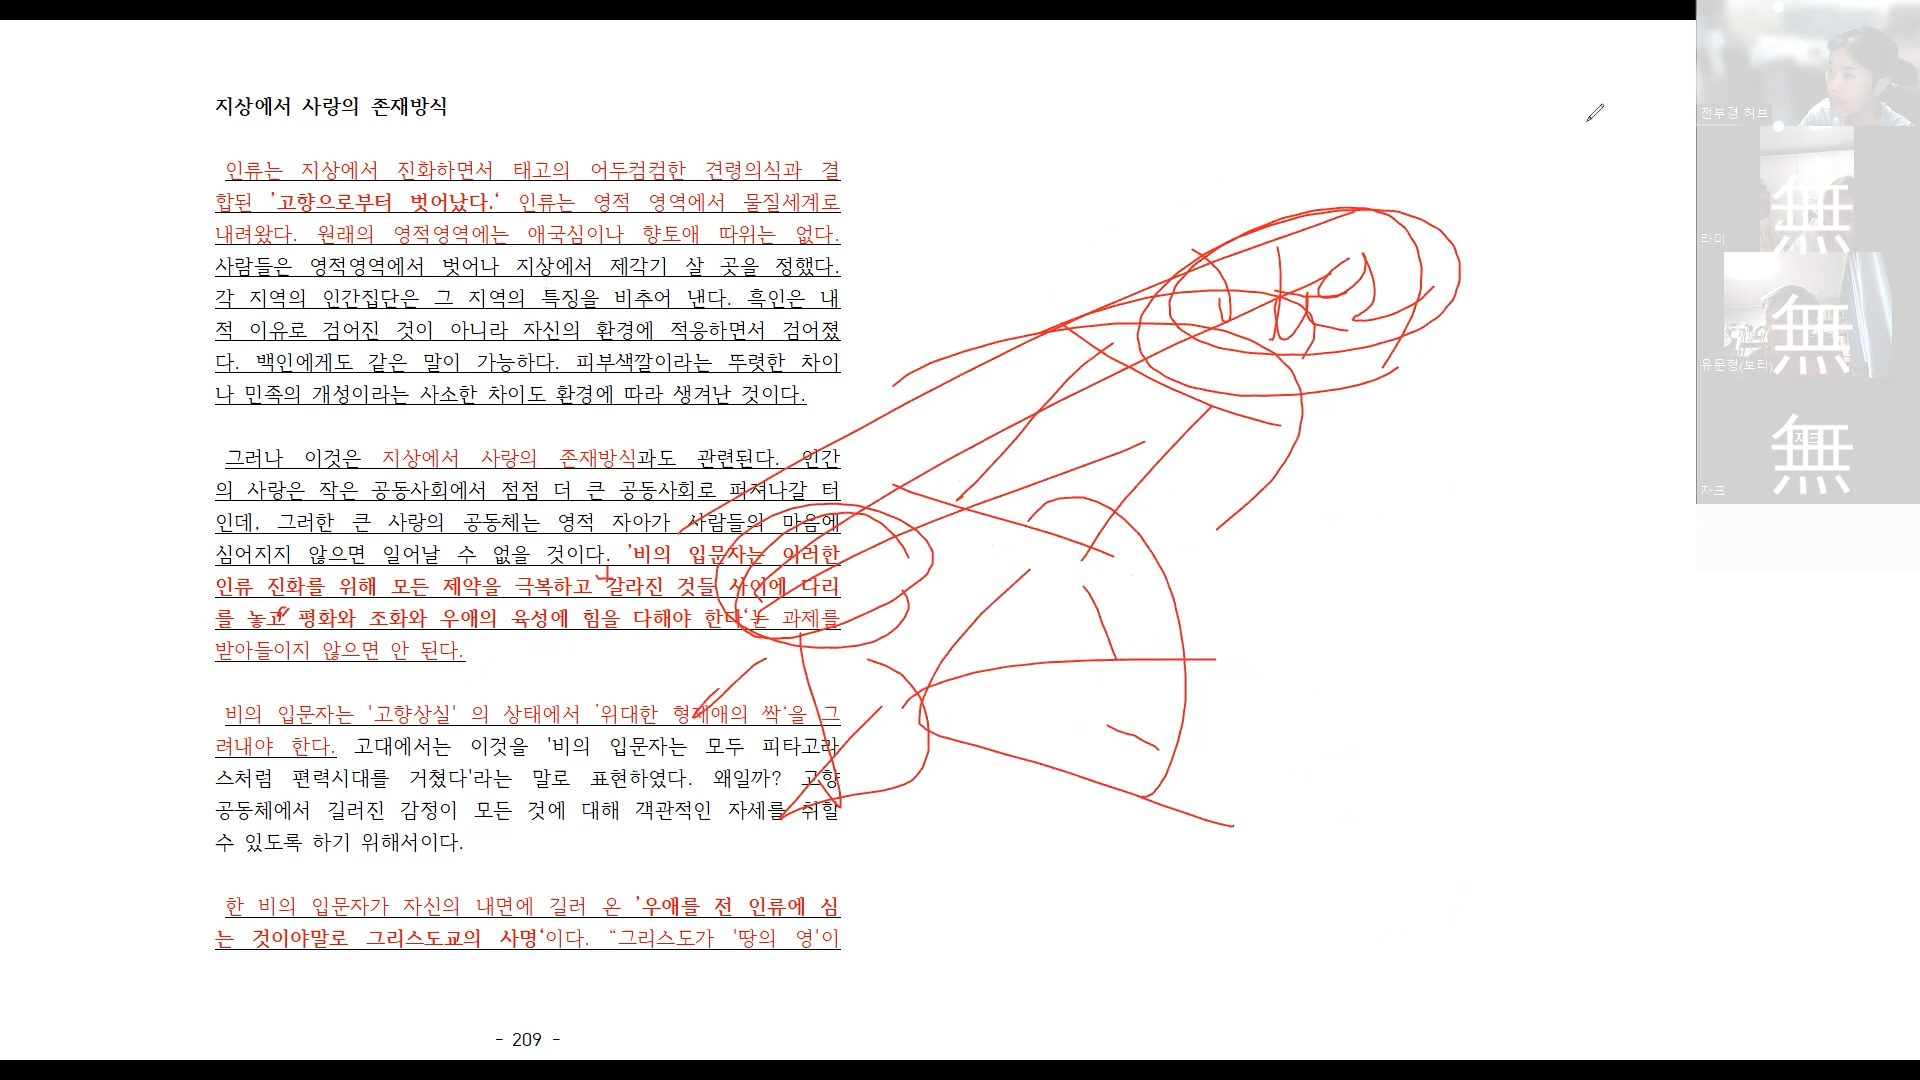 지상에서 사랑의 존재방식
인류는 지상에서 진화하면서 태고의 어두컴컴한 견령의식과 결
합된 '고향으로부터 벗어났다.' 인류는 영적 영역에서 물질세계로
내려왔다. 원래의 영적영역에는 애국심이나 향토애 따위는 없다.
사람들은 영적영역에서 벗어나 지상에서 제각기 살 곳을 정했다.
각 지역의 인간집단은 그 지역의 특징을 비추어 낸다. 흑인은 내
적 이유로 검어진 것이 아니라 자신의 환경에 적응하면서 검어졌
다. 백인에게도 같은 말이 가능하다. 피부색깔이라는 뚜렷한 차이
나 민족의 개성이라는 사소한 차이도 환경에 따라 생겨난 것이다.
그러나 이것은 지상에서 사랑의 존재방식과도 관련된다. 인간
의 사랑은 작은 공동사회에서 점점 더 큰 공동사회로 퍼져나갈 터
인데, 그러한 큰 사랑의 공동체는 영적 자아가 사람들의 마음에
심어지지 않으면 일어날 수 없을 것이다. '비의 입문자는 이러한
인류 진화를 위해 모든 제약을 극복하고 갈라진 것들 사이에 다리
를 놓고 평화와 조화와 우애의 육성에 힘을 다해야 한다'는 과제를
받아들이지 않으면 안 된다.
비의 입문자는 '고향상실' 의 상태에서 '위대한 형제애의 싹'을 그
려내야 한다. 고대에서는 이것을 '비의 입문자는 모두 피타고라
스처럼 편력시대를 거쳤다'라는 말로 표현하였다. 왜일까? 고향
공동체에서 길러진 감정이 모든 것에 대해 객관적인 자세를 취할
수 있도록 하기 위해서이다.
한 비의 입문자가 자신의 내면에 길러 온 '우애를 전 인류에 심
는 것이야말로 그리스도교의 사명'이다. “그리스도가 '땅의 영'이
- 209 -
천부경 허브
無
라미
無
유문형(보리)
無
자크